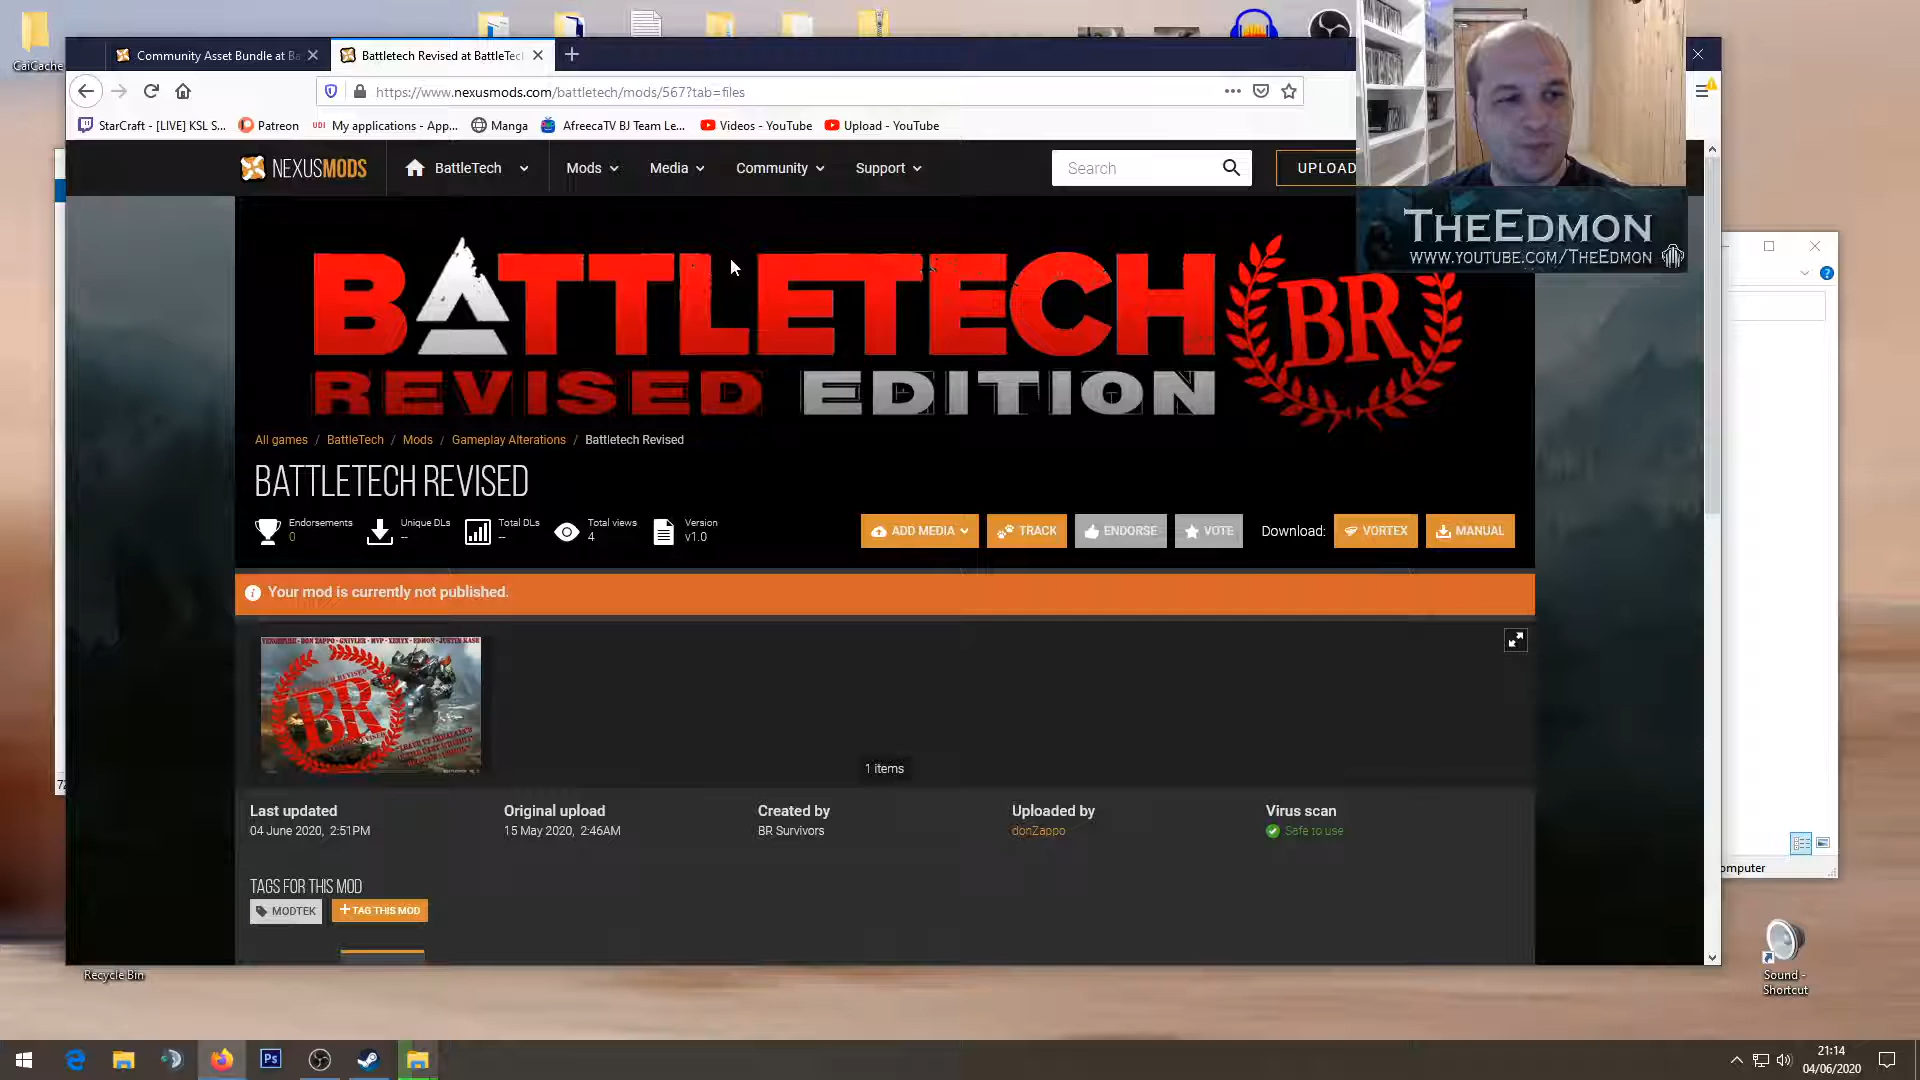 CaiCache
Community Asset Bundle at Ba
Battletech Revised at BattleTech
https://www.nexusmods.com/battletech/mods/567?tab=files
StarCraft - [LIVE] KSL S...
Patreon
UDI
My applications - App...
Manga
AfreecaTV BJ Team Le...
Videos - YouTube
Upload - YouTube
NEXUSMODS
BattleTech
Mods
Media
Community
Support
Search
UPLOAD
TheEdmon
www.youtube.com/TheEdmon
BATTLETECH
REVISED EDITION
BR
All games / BattleTech / Mods / Gameplay Alterations / Battletech Revised
BATTLETECH REVISED
Endorsements
0
Unique DLs
--
Total DLs
--
Total views
4
Version
v1.0
ADD MEDIA
TRACK
ENDORSE
VOTE
Download:
VORTEX
MANUAL
Your mod is currently not published.
BR
1 items
Last updated
04 June 2020, 2:51PM
Original upload
15 May 2020, 2:46AM
Created by
BR Survivors
Uploaded by
donZappo
Virus scan
Safe to use
TAGS FOR THIS MOD
MODTEK
+ TAG THIS MOD
omputer
Recycle Bin
Sound -
Shortcut
Ps
21:14
04/06/2020